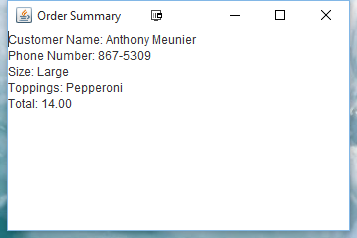 Order Summary
Customer Name: Anthony Meunier
Phone Number: 867-5309
Size: Large
Toppings: Pepperoni
Total: 14.00